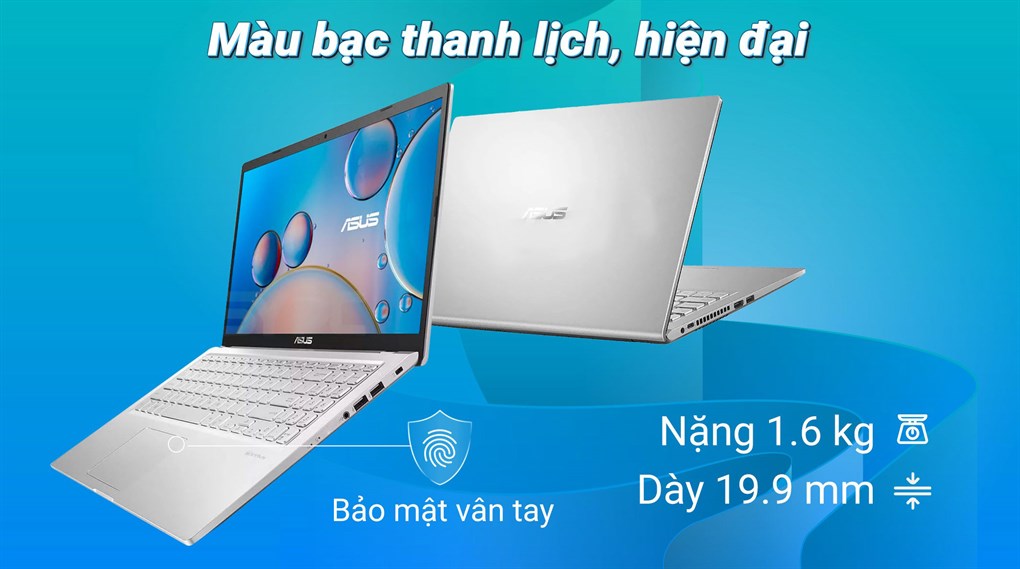 Màu bạc thanh lịch, hiện đại
ASUS
ASUS
ASUS
Bảo mật vân tay
Nặng 1.6 kg
Dày 19.9 mm